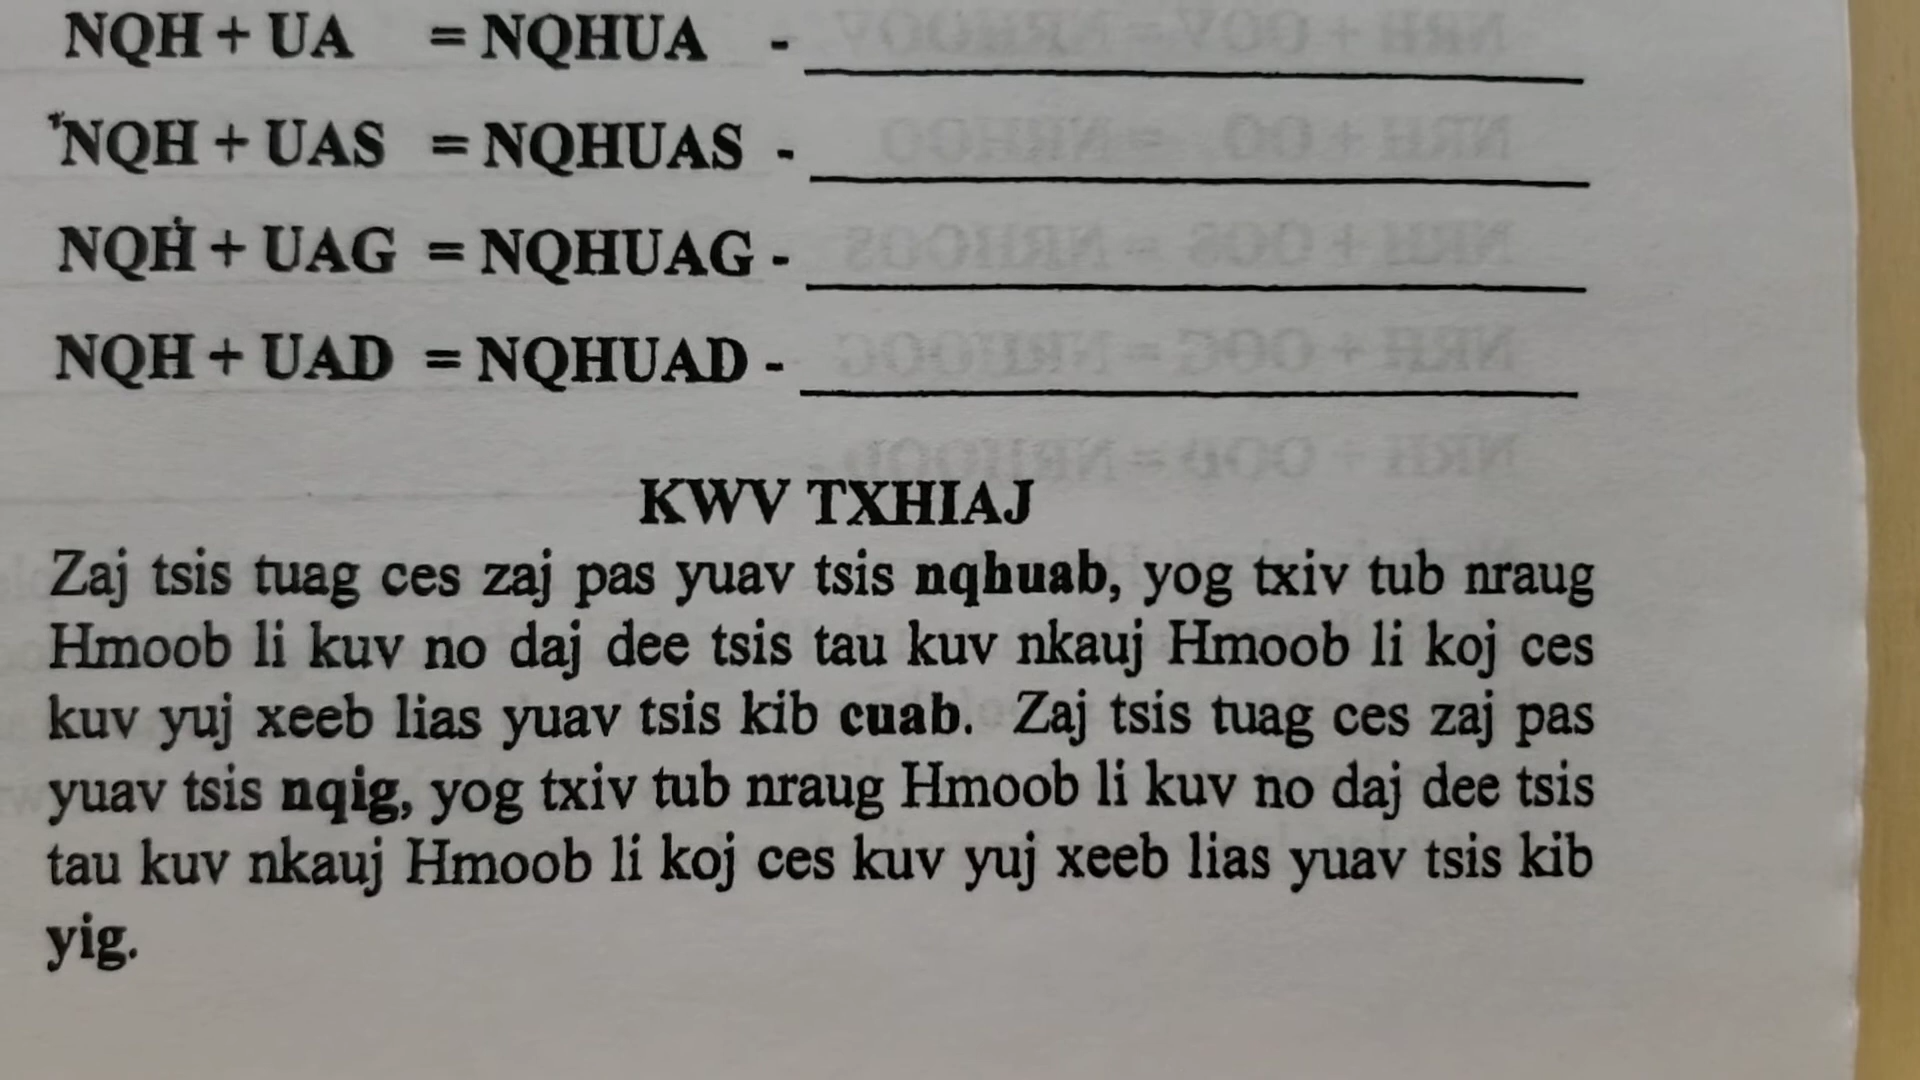 NQH + UA = NQHUA - 
NQH + UAS = NQHUAS - 
NQH + UAG = NQHUAG - 
NQH + UAD = NQHUAD - 
KWV TXHIAJ
Zaj tsis tuag ces zaj pas yuav tsis nqhuab, yog txiv tub nraug
Hmoob li kuv no daj dee tsis tau kuv nkauj Hmoob li koj ces
kuv yuj xeeb lias yuav tsis kib cuab. Zaj tsis tuag ces zaj pas
yuav tsis nqig, yog txiv tub nraug Hmoob li kuv no daj dee tsis
tau kuv nkauj Hmoob li koj ces kuv yuj xeeb lias yuav tsis kib
yig.